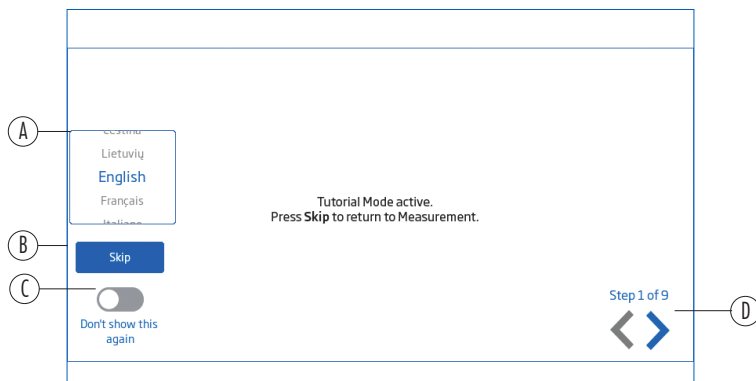 A
Lietuvių
English
Français
B
Skip
C
Don't show this
again
Tutorial Mode active.
Press Skip to return to Measurement.
Step 1 of 9
D